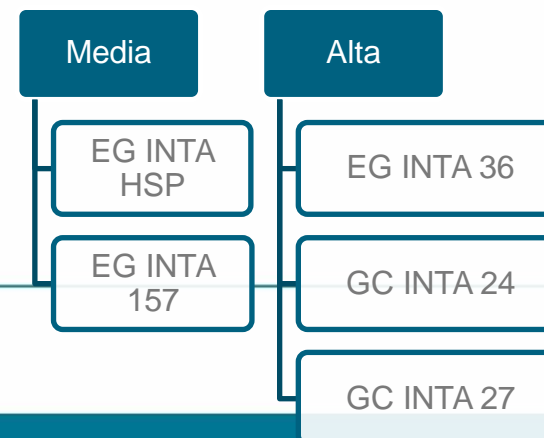 Media
EG INTA
HSP
EG INTA
157
Alta
EG INTA 36
GC INTA 24
GC INTA 27